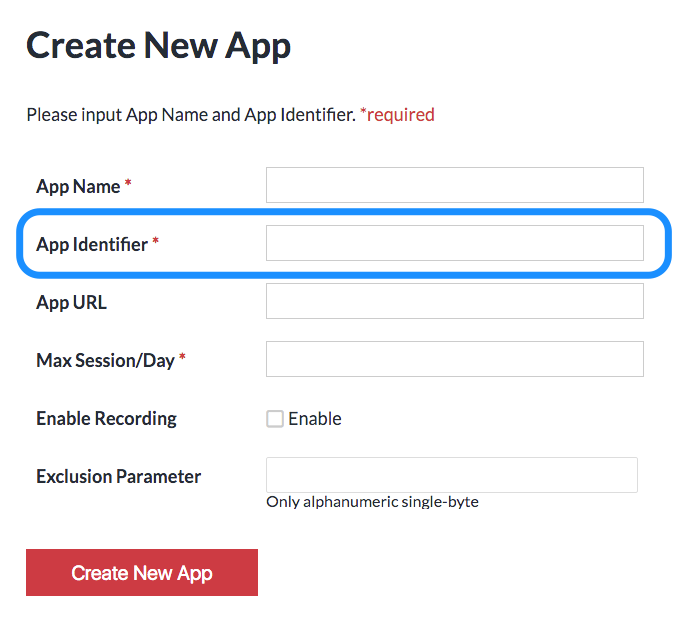 Create New App
Please input App Name and App Identifier. *required
App Name *
App Identifier *
App URL
Max Session/Day *
Enable Recording
Enable
Exclusion Parameter
Only alphanumeric single-byte
Create New App